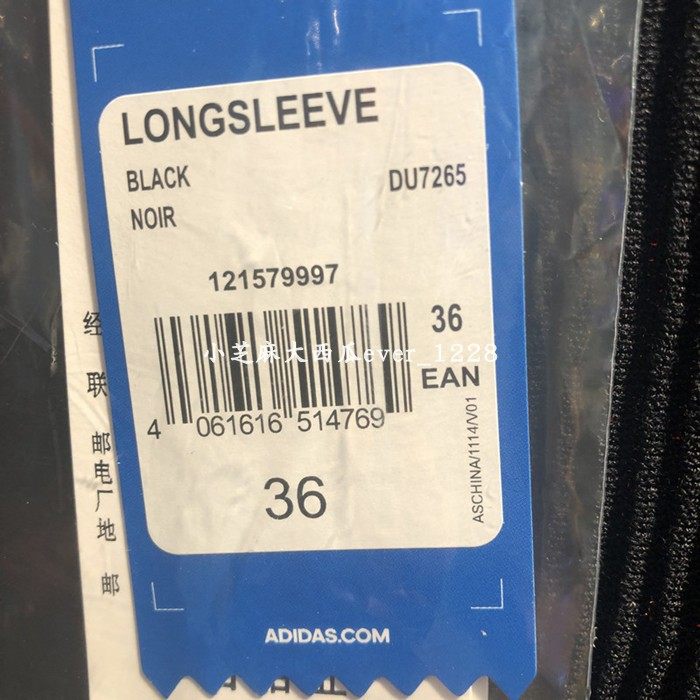 LONGSLEEVE
BLACK DU7265
NOIR
121579997
36
小芝麻大西瓜ever_1228
EAN
4 061616 514769
36
ASCHINA/1114/V01
ADIDAS.COM
经
联
邮
电
厂
地
邮